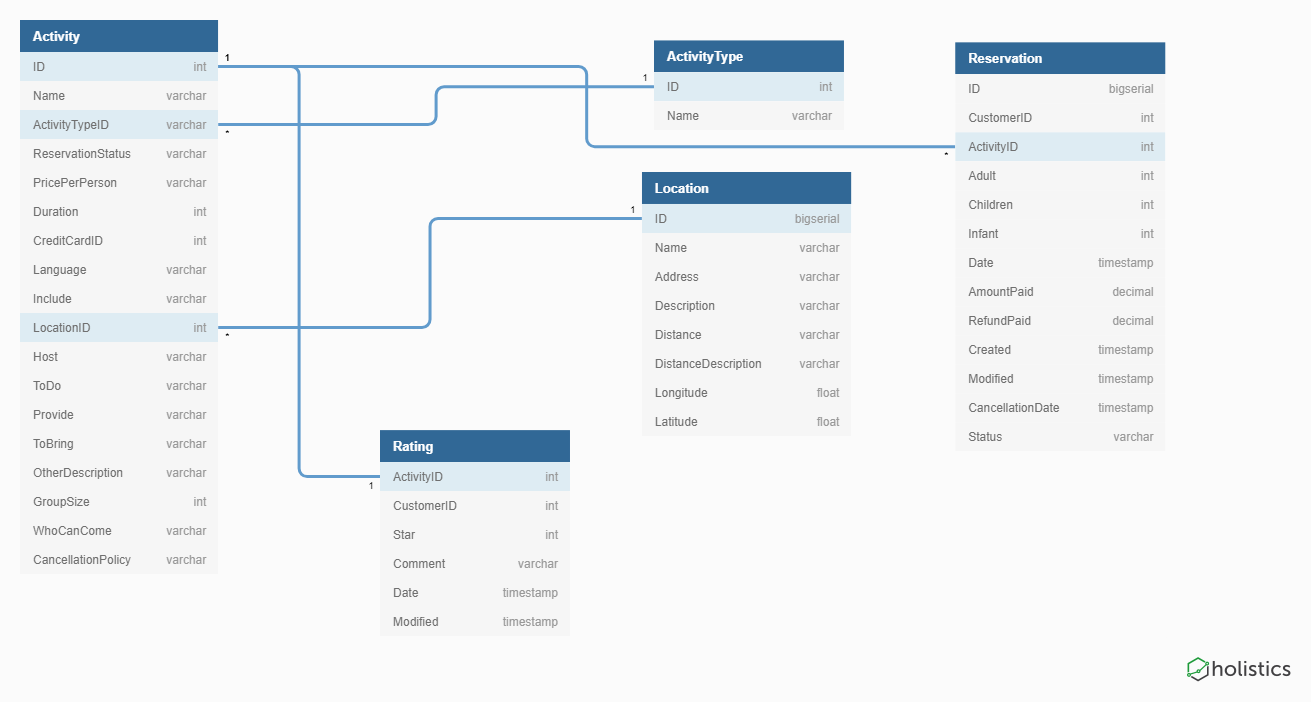 Activity
ID int
Name varchar
ActivityTypeID varchar
ReservationStatus varchar
PricePerPerson varchar
Duration int
CreditCardID int
Language varchar
Include varchar
LocationID int
Host varchar
ToDo varchar
Provide varchar
ToBring varchar
OtherDescription varchar
GroupSize int
WhoCanCome varchar
CancellationPolicy varchar
1
*
*
ActivityType
1
ID int
Name varchar
Location
1
ID bigserial
Name varchar
Address varchar
Description varchar
Distance varchar
DistanceDescription varchar
Longitude float
Latitude float
Rating
ActivityID int
1
CustomerID int
Star int
Comment varchar
Date timestamp
Modified timestamp
Reservation
ID bigserial
CustomerID int
ActivityID int
*
Adult int
Children int
Infant int
Date timestamp
AmountPaid decimal
RefundPaid decimal
Created timestamp
Modified timestamp
CancellationDate timestamp
Status varchar
holistics